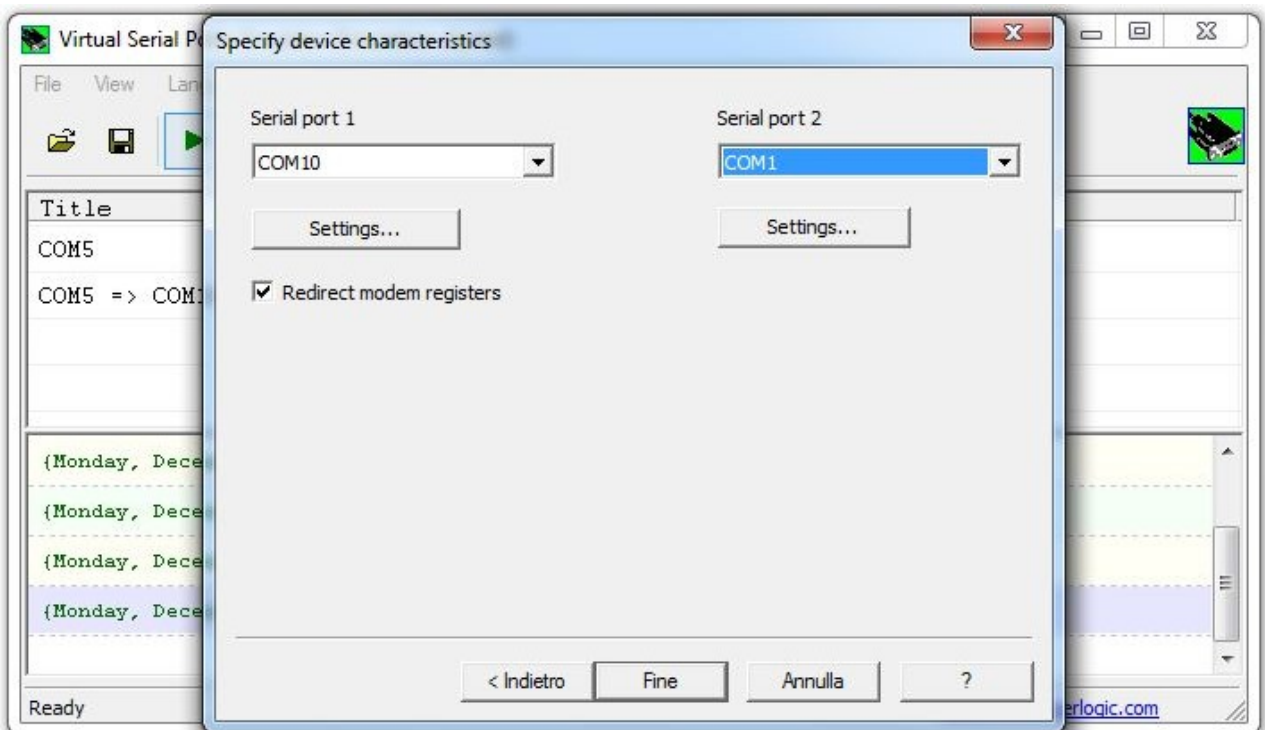 Virtual Serial Po
Specify device characteristics
File View Lan
Serial port 1
Serial port 2
COM10
COM1
Settings...
Settings...
Redirect modem registers
Title
COM5
COM5 => COM1
{Monday, Dece
{Monday, Dece
{Monday, Dece
{Monday, Dece
< Indietro Fine Annulla ?
Ready
erlogic.com